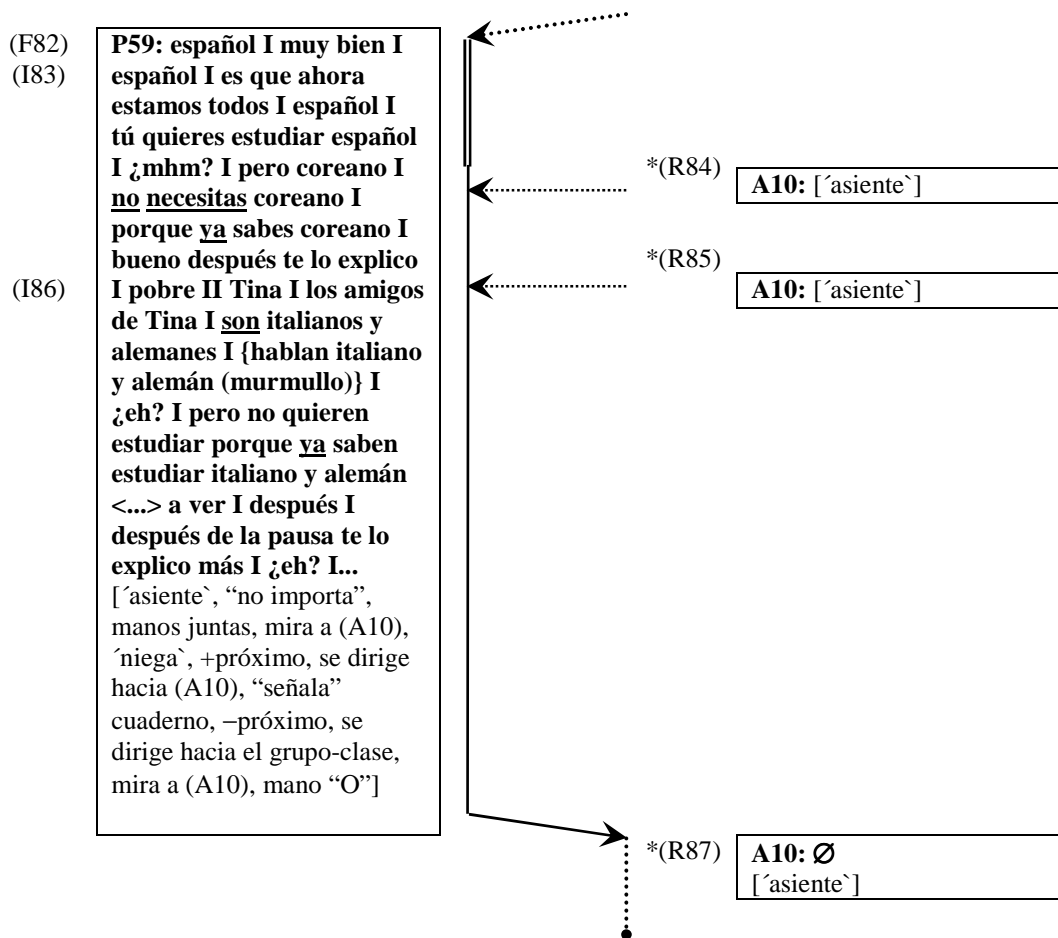 (F82)
(I83)
P59: español I muy bien I
español I es que ahora
estamos todos I español I
tú quieres estudiar español
I ¿mhm? I pero coreano I
no necesitas coreano I
porque ya sabes coreano I
bueno después te lo explico
(I86)
I pobre II Tina I los amigos
de Tina I son italianos y
alemanes I {hablan italiano
y alemán (murmullo)} I
¿eh? I pero no quieren
estudiar porque ya saben
estudiar italiano y alemán
<...> a ver I después I
después de la pausa te lo
explico más I ¿eh? I...
[´asiente`, “no importa”,
manos juntas, mira a (A10),
´niega`, +próximo, se dirige
hacia (A10), “señala”
cuaderno, −próximo, se
dirige hacia el grupo-clase,
mira a (A10), mano “O”]
*(R84)
A10: [´asiente`]
*(R85)
A10: [´asiente`]
*(R87)
A10: Ø
[´asiente`]